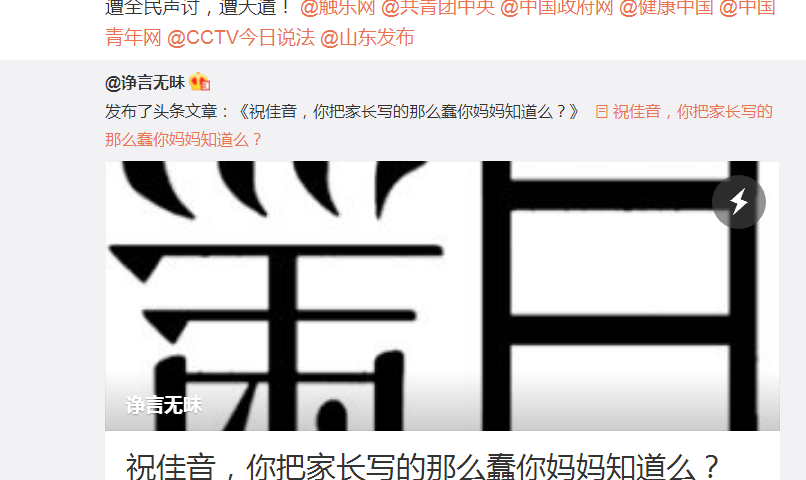 遭全民声讨，遭天道！ @触乐网 @共青团中央 @中国政府网 @健康中国 @中国
青年网 @CCTV今日说法 @山东发布
@诤言无昧
发布了头条文章：《祝佳音，你把家长写的那么蠢你妈妈知道么？》 祝佳音，你把家长写的
那么蠢你妈妈知道么？
诤言无昧
祝佳音，你把家长写的那么蠢你妈妈知道么？